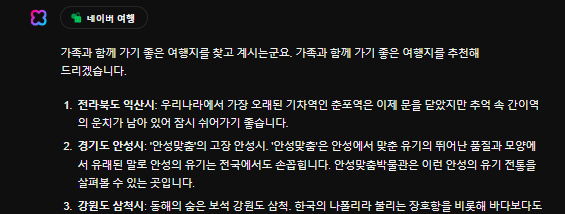 네이버 여행
가족과 함께 가기 좋은 여행지를 찾고 계시는군요. 가족과 함께 가기 좋은 여행지를 추천해
드리겠습니다.
1. 전라북도 익산시: 우리나라에서 가장 오래된 기차역인 춘포역은 이제 문을 닫았지만 추억 속 간이역
의 운치가 남아 있어 잠시 쉬어가기 좋습니다.
2. 경기도 안성시: '안성맞춤'의 고장 안성시. '안성맞춤'은 안성에서 맞춘 유기의 뛰어난 품질과 모양에
서 유래된 말로 안성의 유기는 전국에서도 손꼽힙니다. 안성맞춤박물관은 이런 안성의 유기 전통을
살펴볼 수 있는 곳입니다.
3. 강원도 삼척시: 동해의 숨은 보석 강원도 삼척. 한국의 나폴리라 불리는 장호항을 비롯해 바다보다도